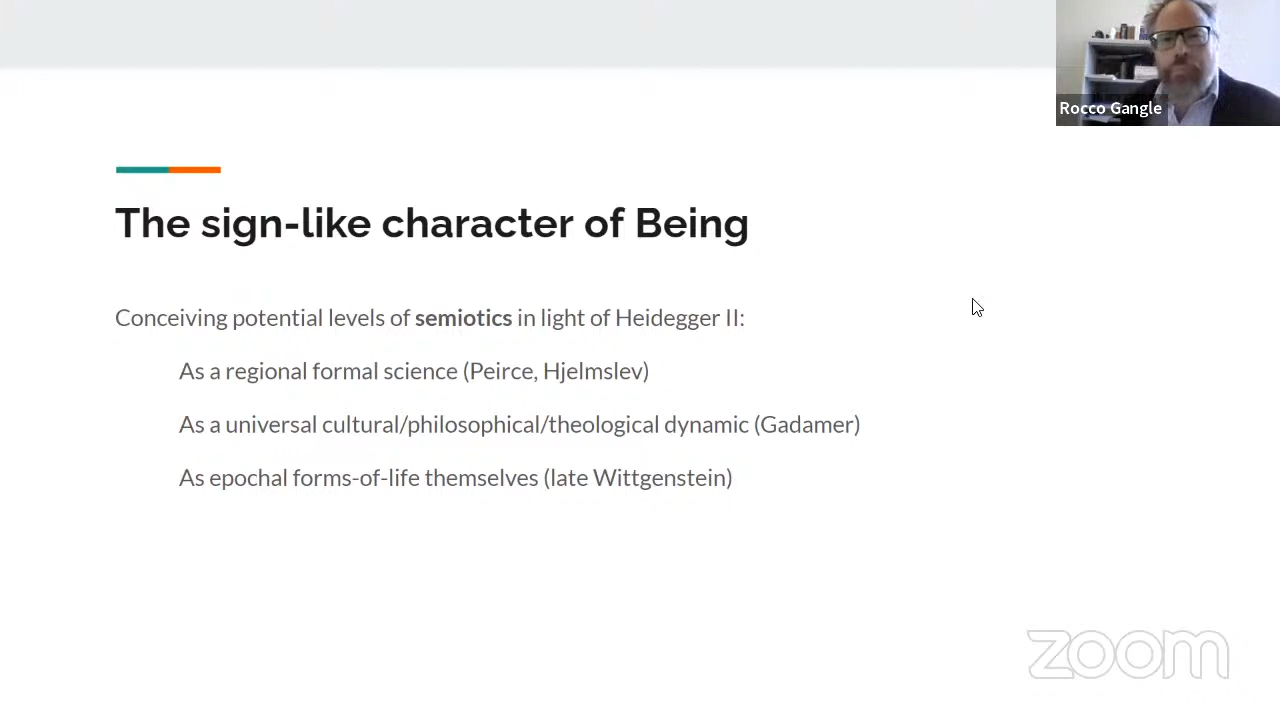 Rocco Gangle
The sign-like character of Being
Conceiving potential levels of semiotics in light of Heidegger II:
As a regional formal science (Peirce, Hjelmslev)
As a universal cultural/philosophical/theological dynamic (Gadamer)
As epochal forms-of-life themselves (late Wittgenstein)
zoom